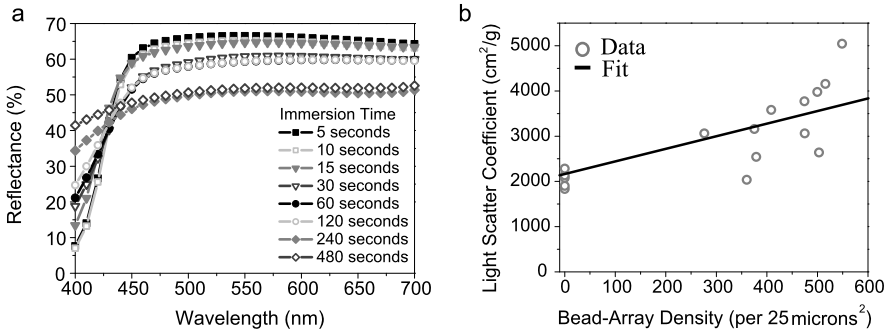 a
70
60
50
40
30
20
10
0
Reflectance (%)
400 450 500 550 600 650 700
Wavelength (nm)
Immersion Time
5 seconds
10 seconds
15 seconds
30 seconds
60 seconds
120 seconds
240 seconds
480 seconds
b
5000
4000
3000
2000
1000
0
Light Scatter Coefficient (cm²/g)
Data
Fit
0 100 200 300 400 500 600
Bead-Array Density (per 25 microns²)